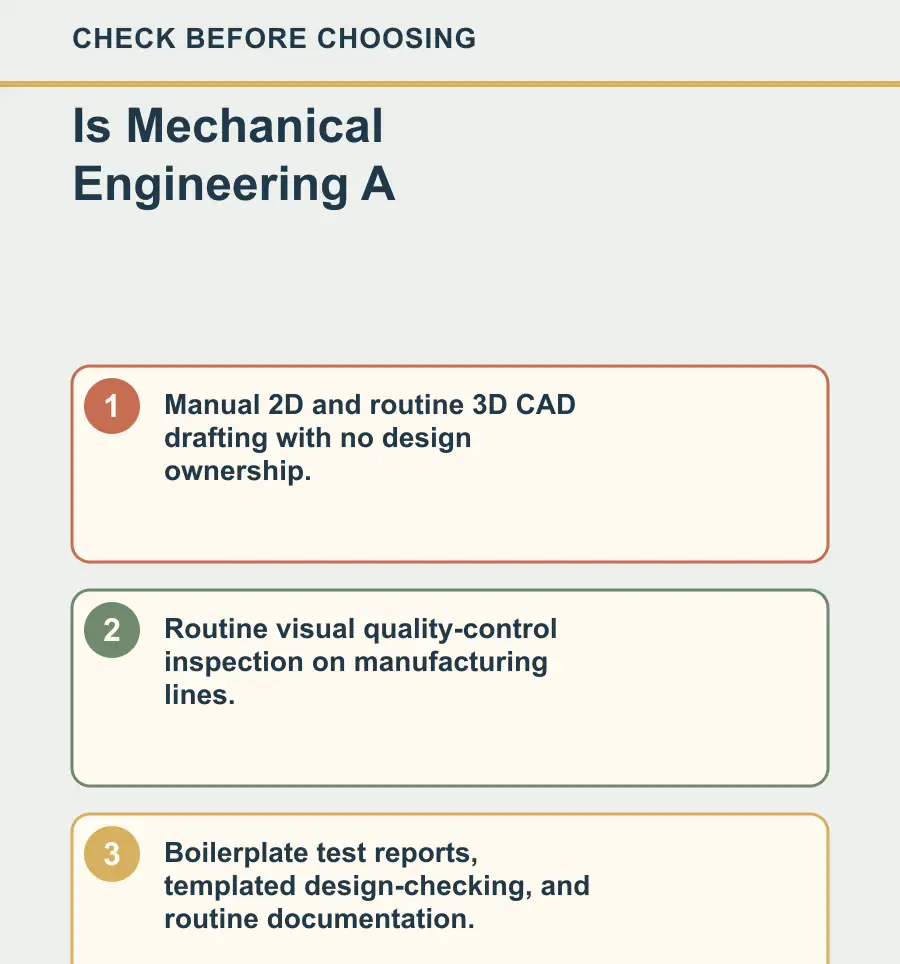 CHECK BEFORE CHOOSING
Is Mechanical
Engineering A
1
Manual 2D and routine 3D CAD
drafting with no design
ownership.
2
Routine visual quality-control
inspection on manufacturing
lines.
3
Boilerplate test reports,
templated design-checking, and
routine documentation.